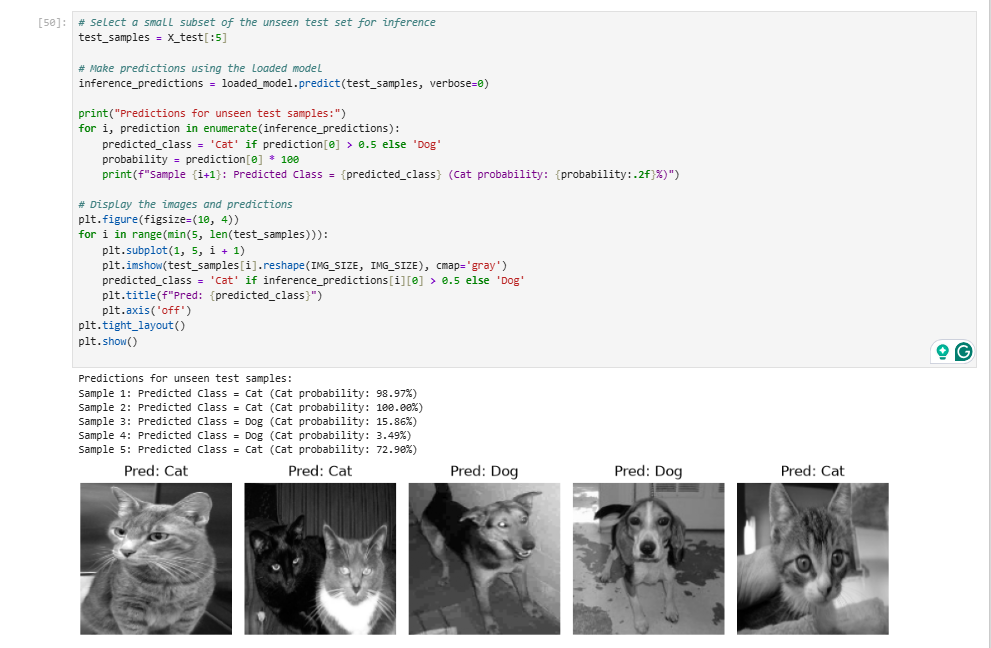 [50]: # Select a small subset of the unseen test set for inference
test_samples = X_test[:5]
# Make predictions using the loaded model
inference_predictions = loaded_model.predict(test_samples, verbose=0)
print("Predictions for unseen test samples:")
for i, prediction in enumerate(inference_predictions):
    predicted_class = 'Cat' if prediction[0] > 0.5 else 'Dog'
    probability = prediction[0] * 100
    print(f"Sample {i+1}: Predicted Class = {predicted_class} (Cat probability: {probability:.2f}%)")
# Display the images and predictions
plt.figure(figsize=(10, 4))
for i in range(min(5, len(test_samples))):
    plt.subplot(1, 5, i + 1)
    plt.imshow(test_samples[i].reshape(IMG_SIZE, IMG_SIZE), cmap='gray')
    predicted_class = 'Cat' if inference_predictions[i][0] > 0.5 else 'Dog'
    plt.title(f"Pred: {predicted_class}")
    plt.axis('off')
plt.tight_layout()
plt.show()
Predictions for unseen test samples:
Sample 1: Predicted Class = Cat (Cat probability: 98.97%)
Sample 2: Predicted Class = Cat (Cat probability: 100.00%)
Sample 3: Predicted Class = Dog (Cat probability: 15.86%)
Sample 4: Predicted Class = Dog (Cat probability: 3.49%)
Sample 5: Predicted Class = Cat (Cat probability: 72.90%)
Pred: Cat Pred: Cat Pred: Dog Pred: Dog Pred: Cat